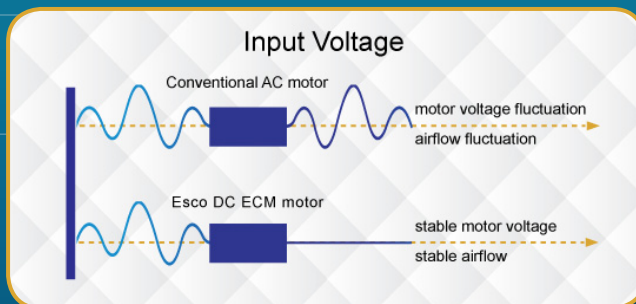 Input Voltage
Conventional AC motor
motor voltage fluctuation
airflow fluctuation
Esco DC ECM motor
stable motor voltage
stable airflow